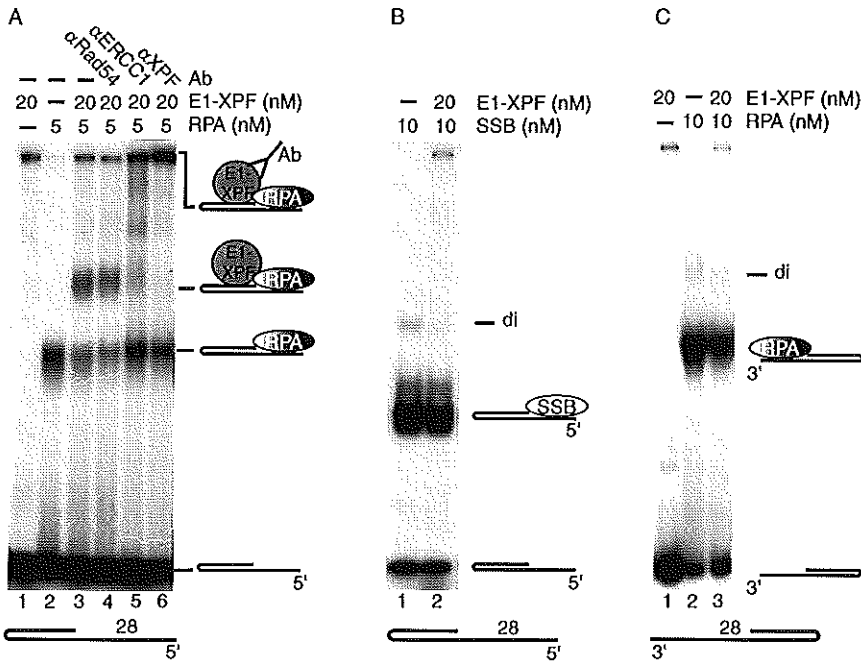 A
αRad54
αERCC1
αXPF
– – – Ab
20 – 20 20 20 20 E1-XPF (nM)
– 5 5 5 5 5 RPA (nM)
Ab
E1-
XPF
RPA
E1
XPF
RPA
RPA
5'
1 2 3 4 5 6
28
5'
B
– 20 E1-XPF (nM)
10 10 SSB (nM)
di
SSB
5'
5'
1 2
28
5'
C
20 – 20 E1-XPF (nM)
– 10 10 RPA (nM)
di
RPA
3'
3'
1 2 3
28
3'